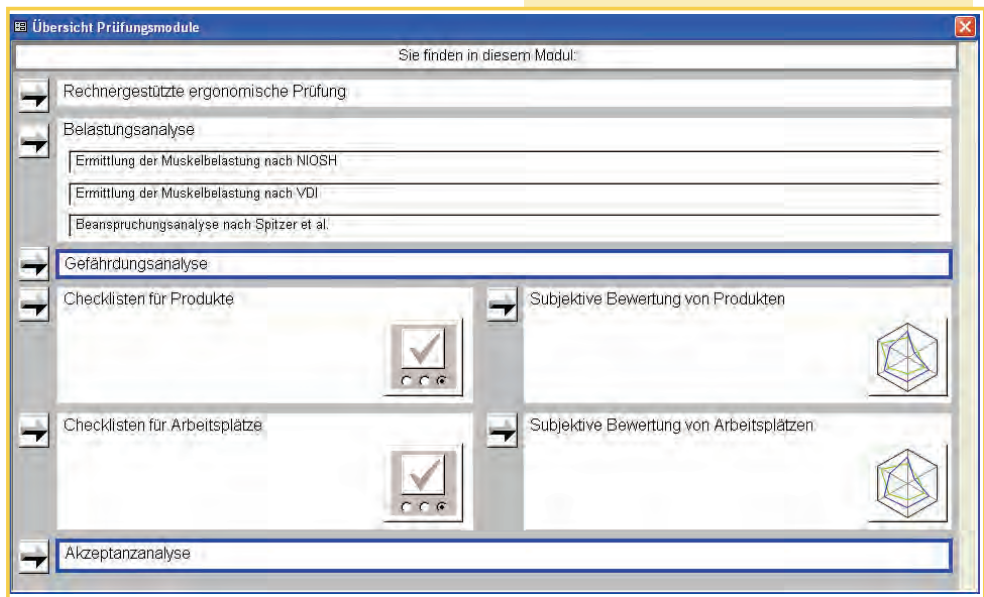 Übersicht Prüfungsmodule
Sie finden in diesem Modul:
Rechnergestützte ergonomische Prüfung
Belastungsanalyse
Ermittlung der Muskelbelastung nach NIOSH
Ermittlung der Muskelbelastung nach VDI
Beanspruchungsanalyse nach Spitzer et al.
Gefährdungsanalyse
Checklisten für Produkte
Subjektive Bewertung von Produkten
Checklisten für Arbeitsplätze
Subjektive Bewertung von Arbeitsplätzen
Akzeptanzanalyse